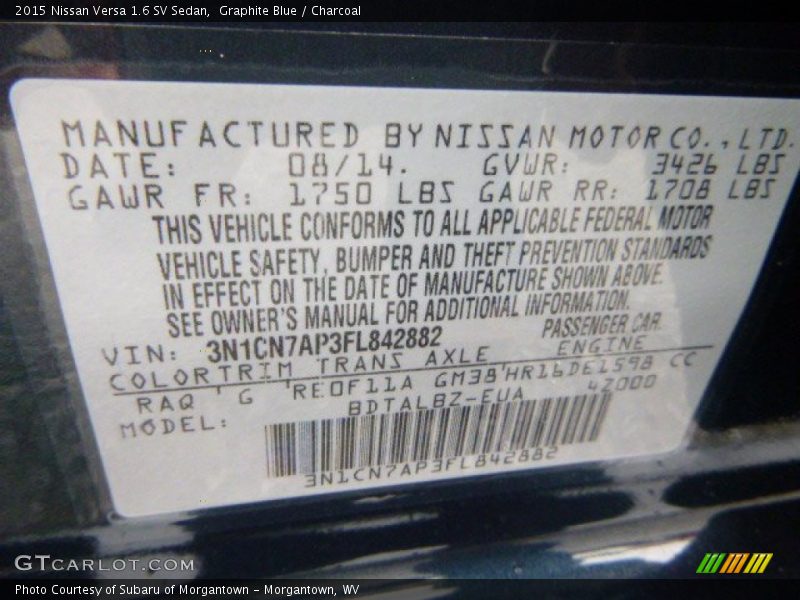 2015 Nissan Versa 1.6 SV Sedan,  Graphite Blue / Charcoal
MANUFACTURED BY NISSAN MOTOR CO., LTD.
DATE: 08/14. GVWR: 3426 LBS
GAWR FR: 1750 LBS GAWR RR: 1708 LBS
THIS VEHICLE CONFORMS TO ALL APPLICABLE FEDERAL MOTOR
VEHICLE SAFETY, BUMPER AND THEFT PREVENTION STANDARDS
IN EFFECT ON THE DATE OF MANUFACTURE SHOWN ABOVE.
SEE OWNER'S MANUAL FOR ADDITIONAL INFORMATION.
VIN: 3N1CN7AP3FL842882 PASSENGER CAR.
COLOR TRIM TRANS AXLE ENGINE
RAQ ' G 'RE0F11A GM38'HR16DE1598 CC
MODEL: BDTALBZ-EUA 4Z000
3N1CN7AP3FL842882
GTCARLOT.COM
Photo Courtesy of Subaru of Morgantown - Morgantown, WV